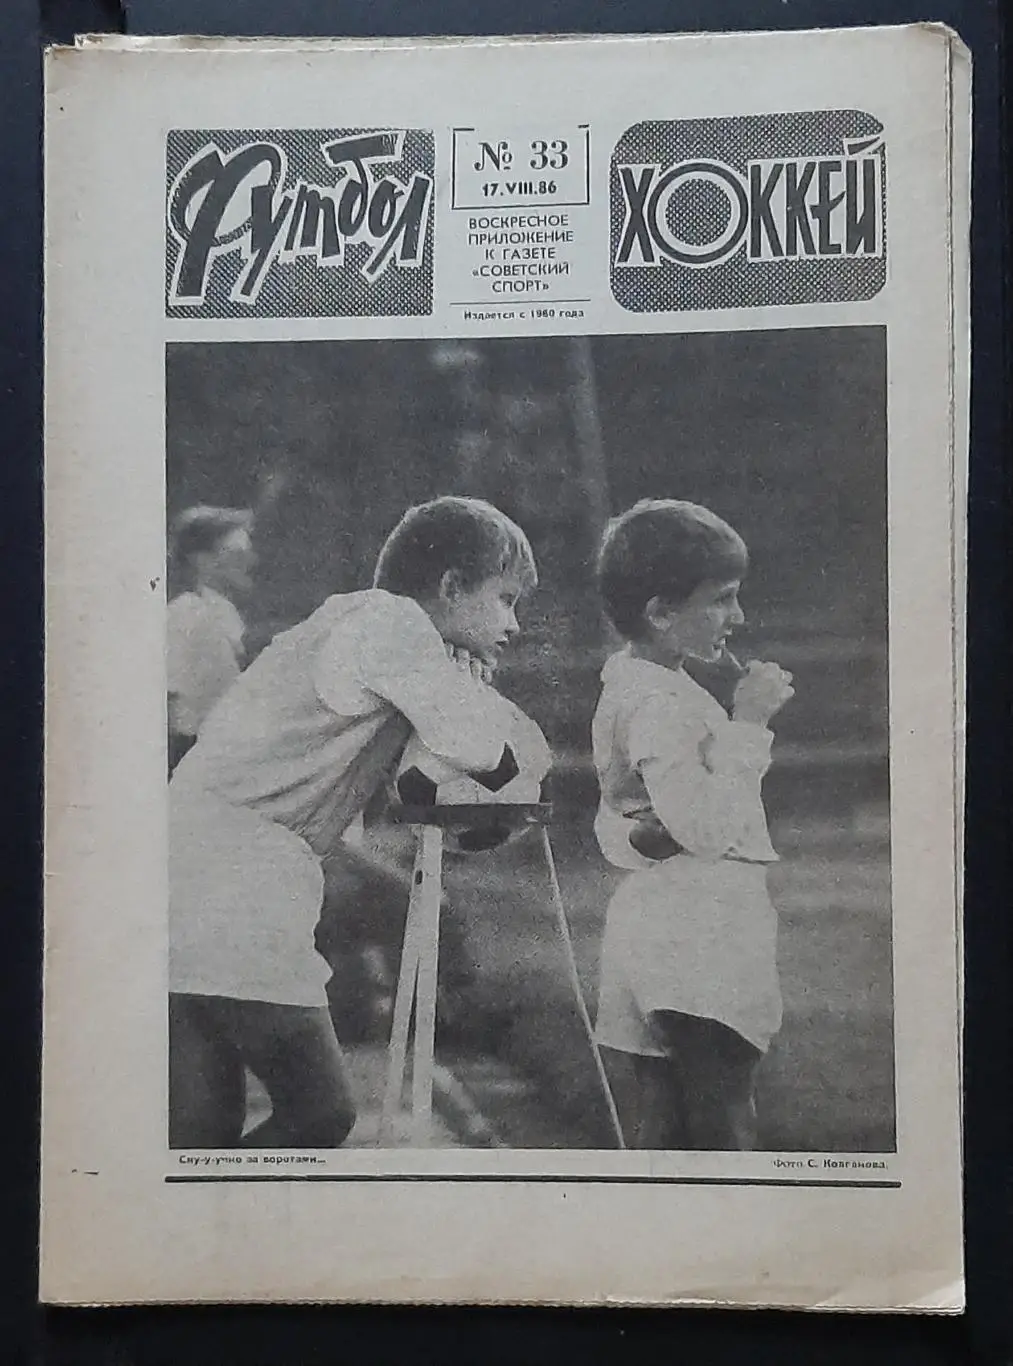 Футбол
№ 33
17.VIII.86
ВОСКРЕСНОЕ
ПРИЛОЖЕНИЕ
К ГАЗЕТЕ
«СОВЕТСКИЙ
СПОРТ»
Издается с 1960 года
ХОККЕЙ
Ску-у-учно за воротами...
Фото С. Колганова.